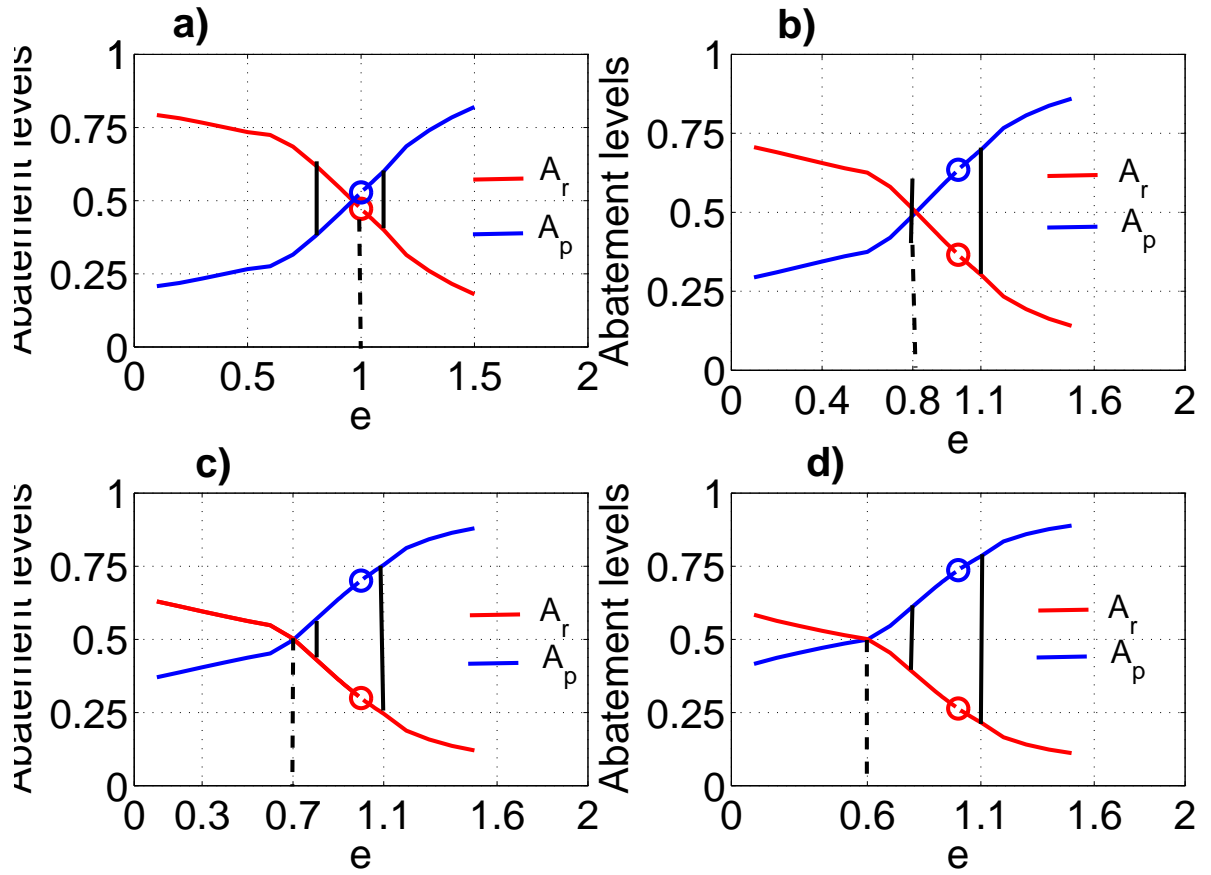 a)
Abatement levels
1
0.75
0.5
0.25
0
0 0.5 1 1.5 2
e
A_r
A_p
b)
Abatement levels
1
0.75
0.5
0.25
0
0 0.4 0.8 1.1 1.6 2
e
A_r
A_p
c)
Abatement levels
1
0.75
0.5
0.25
0
0 0.3 0.7 1.1 1.6 2
e
A_r
A_p
d)
Abatement levels
1
0.75
0.5
0.25
0
0 0.6 1.1 1.6 2
e
A_r
A_p